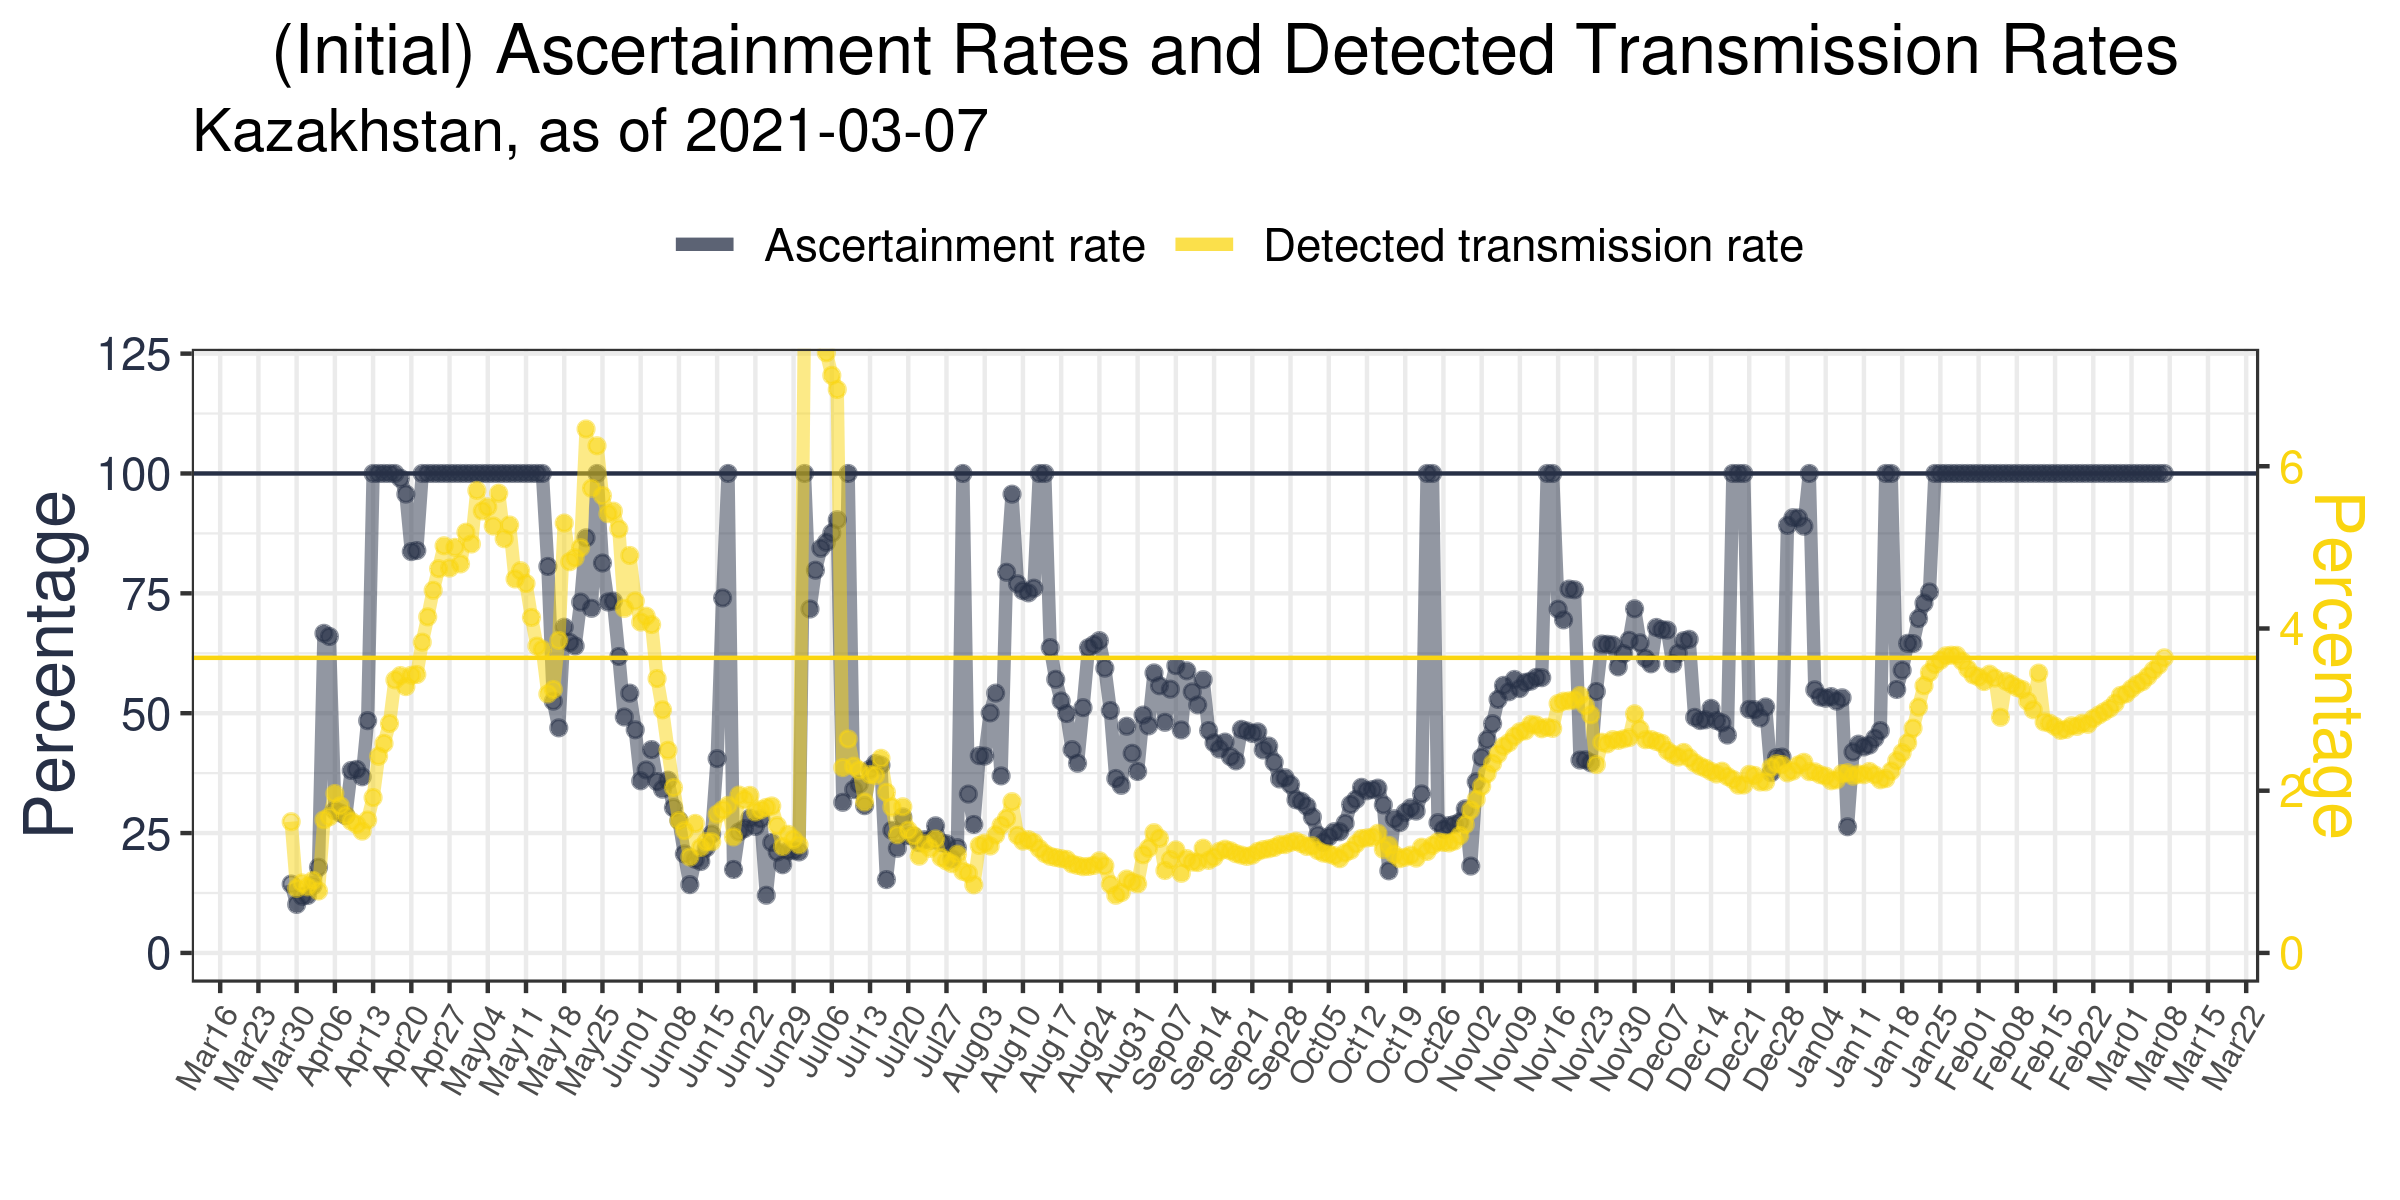 (Initial) Ascertainment Rates and Detected Transmission Rates
Kazakhstan, as of 2021-03-07
Ascertainment rate
Detected transmission rate
Percentage
125
100
75
50
25
0
6
4
2
0
Percentage
Mar16
Mar23
Mar30
Apr06
Apr13
Apr20
Apr27
May04
May11
May18
May25
Jun01
Jun08
Jun15
Jun22
Jun29
Jul06
Jul13
Jul20
Jul27
Aug03
Aug10
Aug17
Aug24
Aug31
Sep07
Sep14
Sep21
Sep28
Oct05
Oct12
Oct19
Oct26
Nov02
Nov09
Nov16
Nov23
Nov30
Dec07
Dec14
Dec21
Dec28
Jan04
Jan11
Jan18
Jan25
Feb01
Feb08
Feb15
Feb22
Mar01
Mar08
Mar15
Mar22